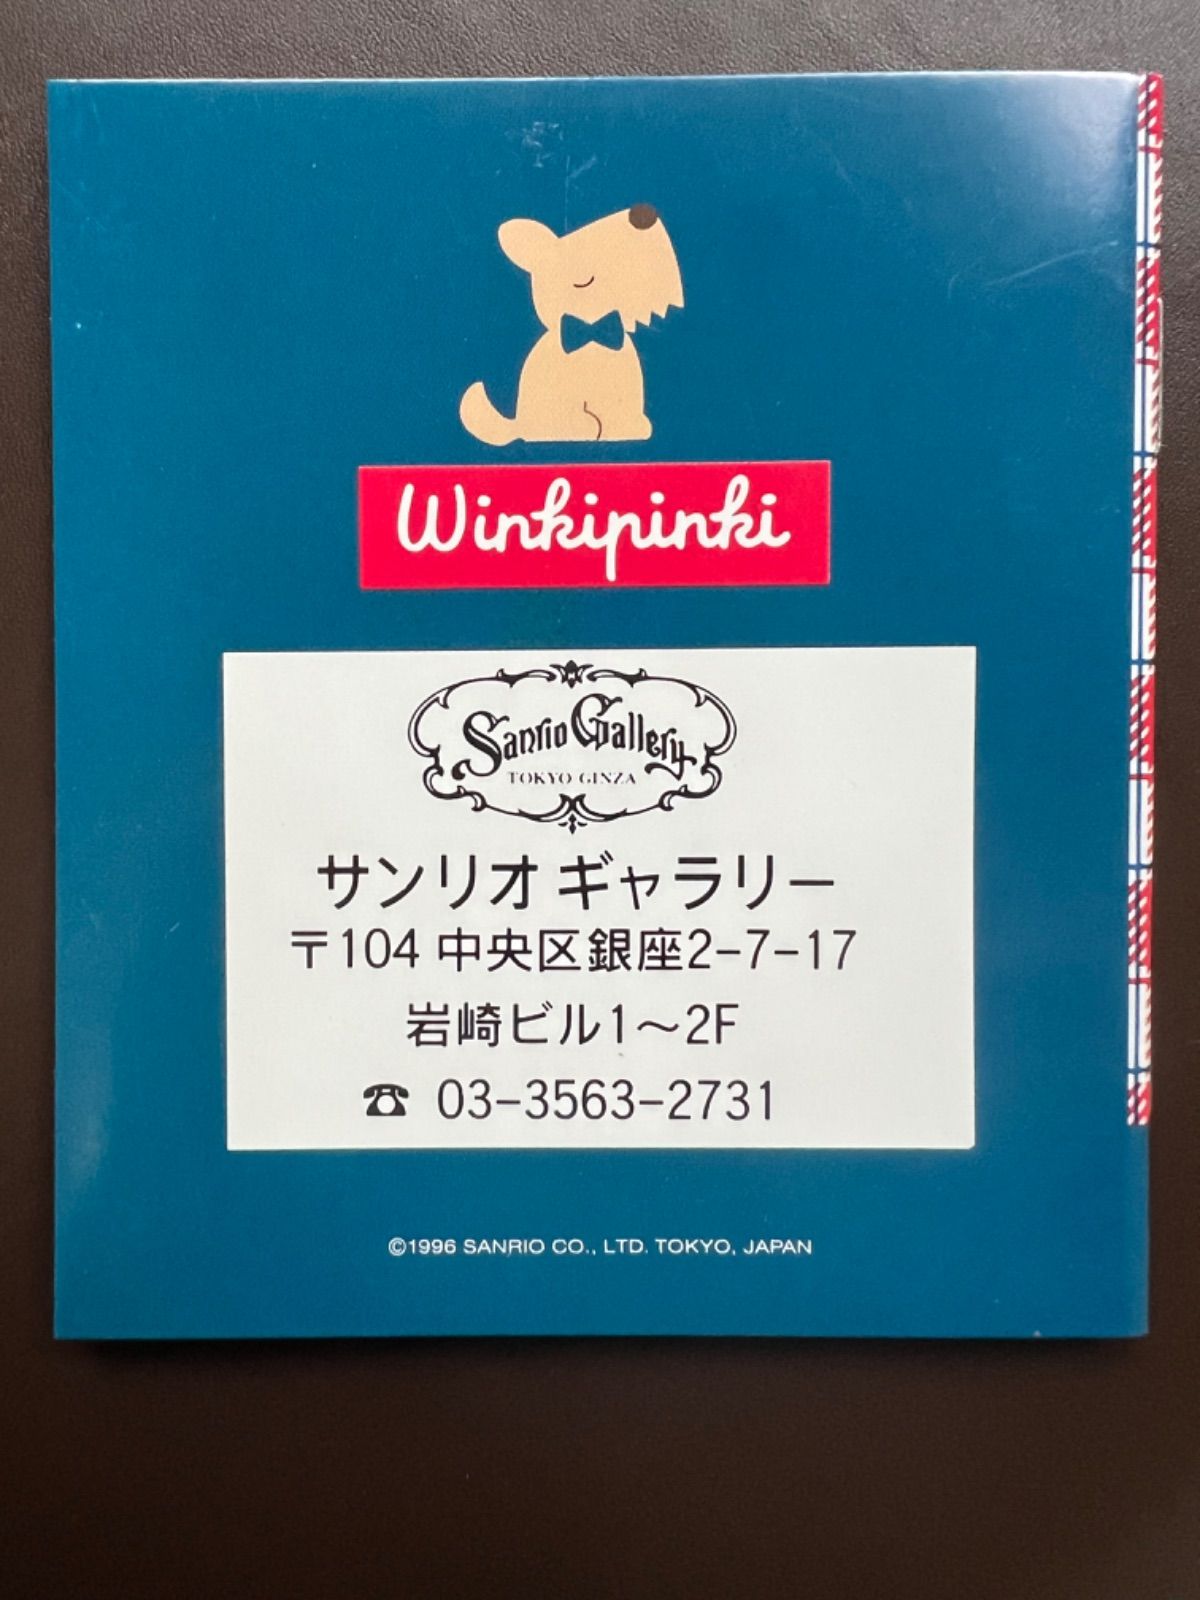 Winkipinki
Sanrio Gallery
TOKYO GINZA
サンリオ ギャラリー
〒104 中央区銀座2-7-17
岩崎ビル1～2F
☎ 03-3563-2731
©1996 SANRIO CO., LTD. TOKYO, JAPAN